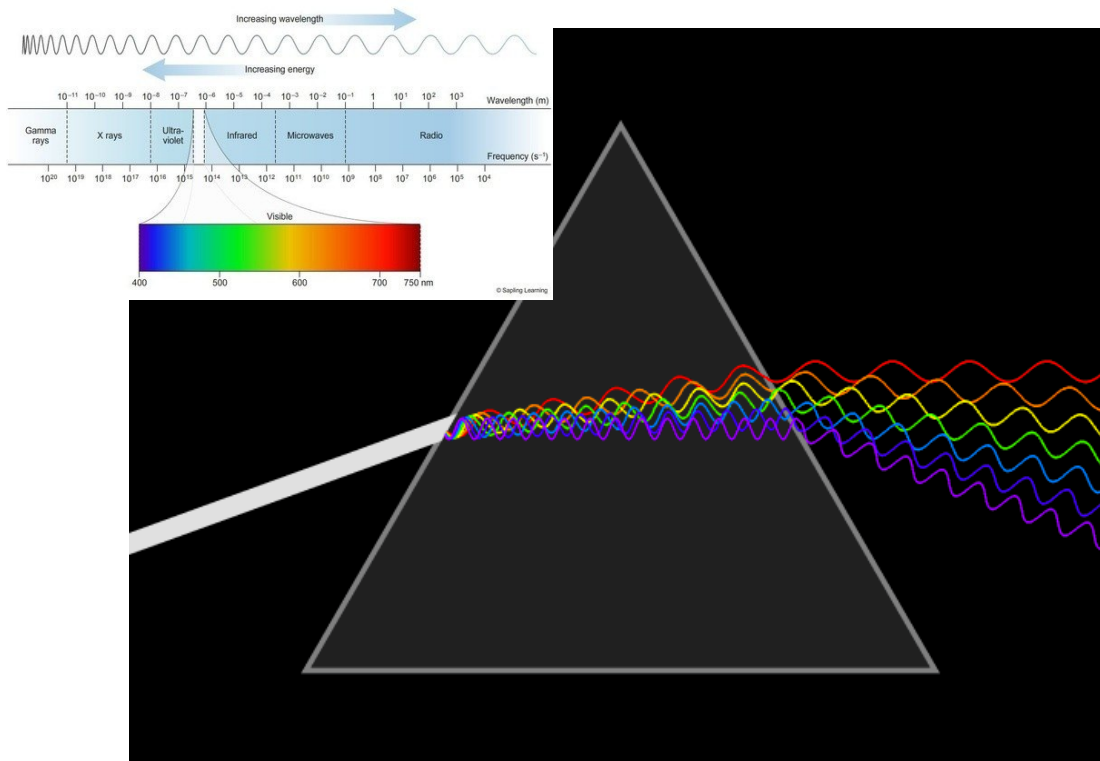 Increasing wavelength
Increasing energy
10⁻¹¹ 10⁻¹⁰ 10⁻⁹ 10⁻⁸ 10⁻⁷ 10⁻⁶ 10⁻⁵ 10⁻⁴ 10⁻³ 10⁻² 10⁻¹ 1 10¹ 10² 10³ Wavelength (m)
Gamma rays X rays Ultra-violet Infrared Microwaves Radio
Frequency (s⁻¹)
10²⁰ 10¹⁹ 10¹⁸ 10¹⁷ 10¹⁶ 10¹⁵ 10¹⁴ 10¹³ 10¹² 10¹¹ 10¹⁰ 10⁹ 10⁸ 10⁷ 10⁶ 10⁵ 10⁴
Visible
400 500 600 700 750 nm
© Sapling Learning